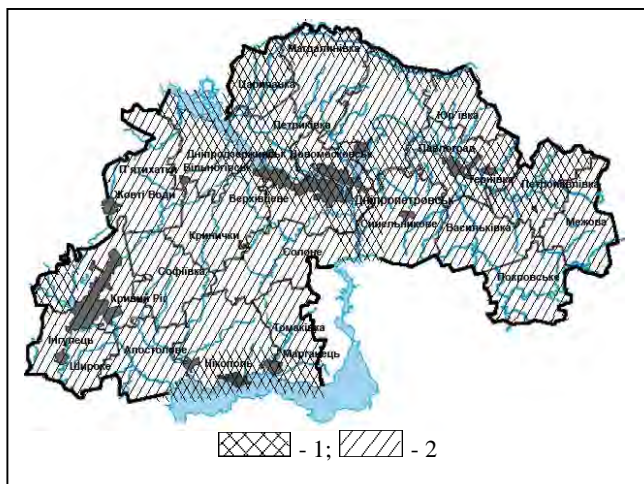 Магдалинівка
Царичанка
Юр'ївка
Петриківка
Павлоград
Дніпродзержинськ Новомосковськ
Вільногірськ
П'ятихатки
Тернівка
Петропавлівка
Жовті Води
Верхівцеве
Дніпропетровськ
Синельникове
Васильківка
Межова
Кринички
Солоне
Софіївка
Покровське
Кривий Ріг
Томаківка
Інгулець
Апостолове
Марганець
Широке
Нікополь
- 1;
- 2